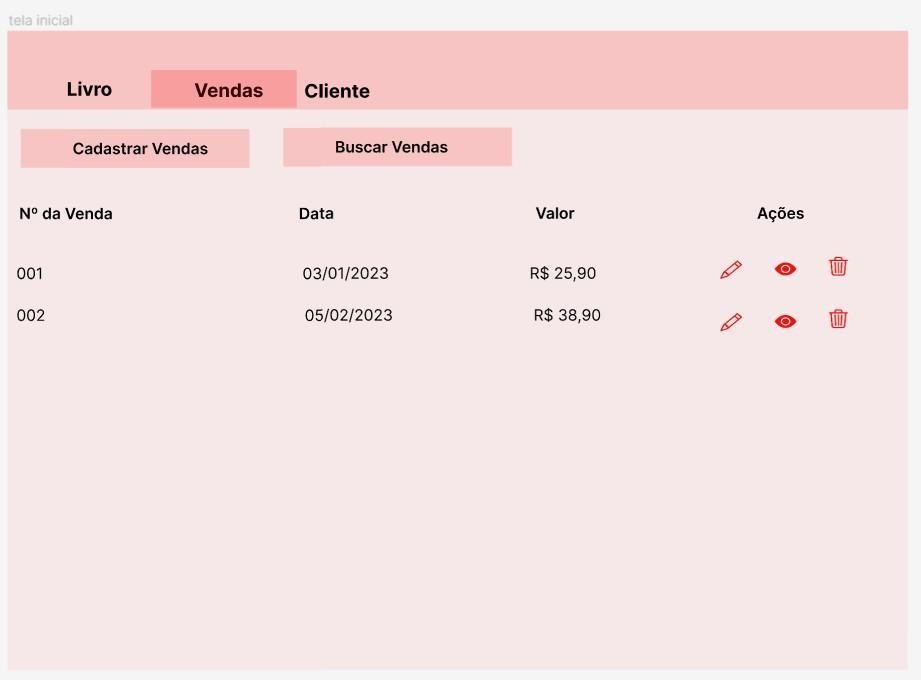 tela inicial
Livro Vendas Cliente
Cadastrar Vendas Buscar Vendas
Nº da Venda Data Valor Ações
001 03/01/2023 R$ 25,90
002 05/02/2023 R$ 38,90